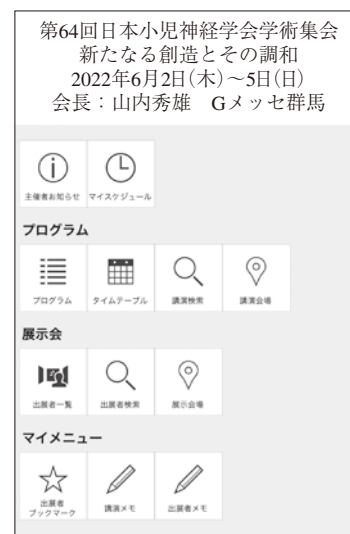 第64回日本小児神経学会学術集会
新たなる創造とその調和
2022年6月2日(木)〜5日(日)
会長：山内秀雄　Gメッセ群馬
主催者お知らせ
マイスケジュール
プログラム
プログラム
タイムテーブル
講演検索
講演会場
展示会
出展者一覧
出展者検索
展示会場
マイメニュー
出展者
ブックマーク
講演メモ
出展者メモ